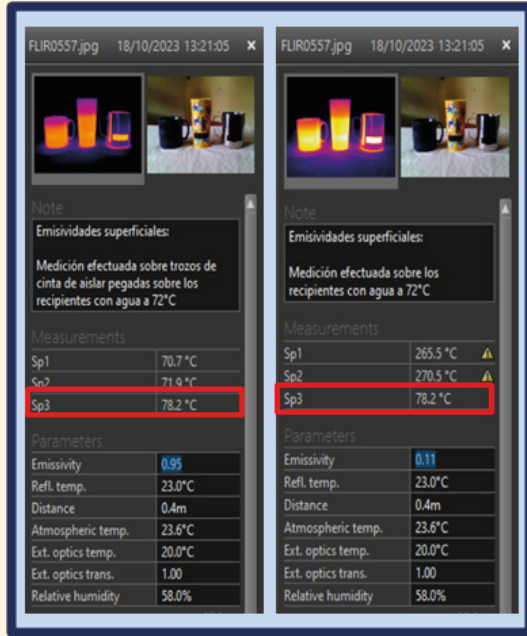 FLIR0557.jpg 18/10/2023 13:21:05 ×
Note
Emisividades superficiales:
Medición efectuada sobre trozos de
cinta de aislar pegadas sobre los
recipientes con agua a 72°C
Measurements
Sp1 70.7 °C
Sp2 71.9 °C
Sp3 78.2 °C
Parameters
Emissivity 0.95
Refl. temp. 23.0°C
Distance 0.4m
Atmospheric temp. 23.6°C
Ext. optics temp. 20.0°C
Ext. optics trans. 1.00
Relative humidity 58.0%
FLIR0557.jpg 18/10/2023 13:21:05 ×
Note
Emisividades superficiales:
Medición efectuada sobre los
recipientes con agua a 72°C
Measurements
Sp1 265.5 °C
Sp2 270.5 °C
Sp3 78.2 °C
Parameters
Emissivity 0.11
Refl. temp. 23.0°C
Distance 0.4m
Atmospheric temp. 23.6°C
Ext. optics temp. 20.0°C
Ext. optics trans. 1.00
Relative humidity 58.0%